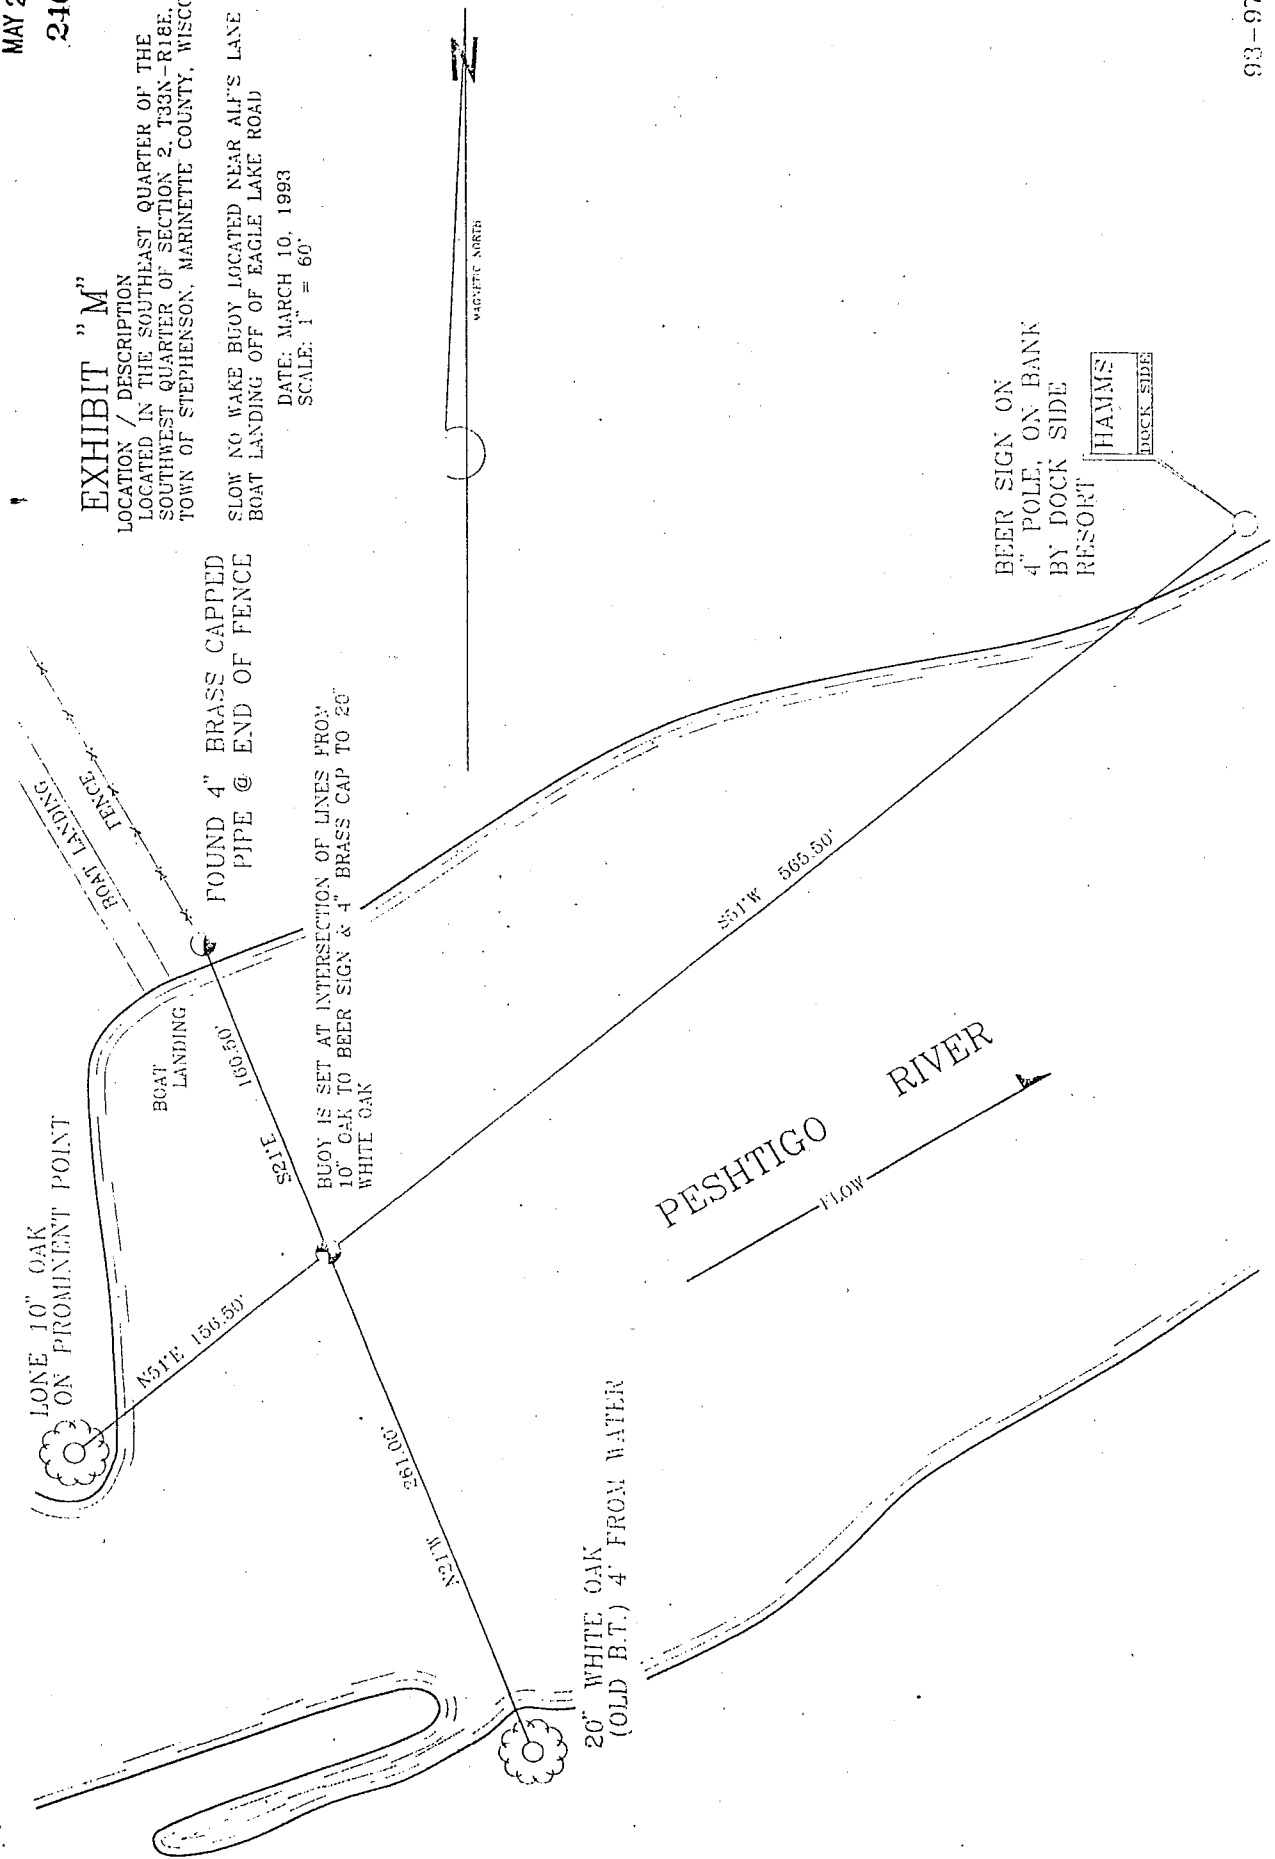 MAY 2
EXHIBIT "M"
LOCATION / DESCRIPTION
LOCATED IN THE SOUTHEAST QUARTER OF THE
SOUTHWEST QUARTER OF SECTION 2, T33N-R18E,
TOWN OF STEPHENSON, MARINETTE COUNTY,
SLOW NO WAKE BUOY LOCATED NEAR ALF'S LANE
BOAT LANDING OFF OF EAGLE LAKE ROAD
DATE: MARCH 10, 1993
SCALE: 1" = 60'
N
MAGNETIC NORTH
LONE 10" OAK
ON PROMINENT POINT
BOAT LANDING
FENCE
FOUND 4" BRASS CAPPED
PIPE @ END OF FENCE
BOAT
LANDING
N51°E 156.50'
S21°E 160.50'
BUOY IS SET AT INTERSECTION OF LINES FROM
10" OAK TO BEER SIGN & 4" BRASS CAP TO 20"
WHITE OAK
N21°W 261.00'
20" WHITE OAK
(OLD B.T.) 4' FROM WATER
S51°W 565.50'
PESHTIGO RIVER
FLOW
BEER SIGN ON
4" POLE, ON BANK
BY DOCK SIDE
RESORT
HAMMS
DOCK SIDE
93-97